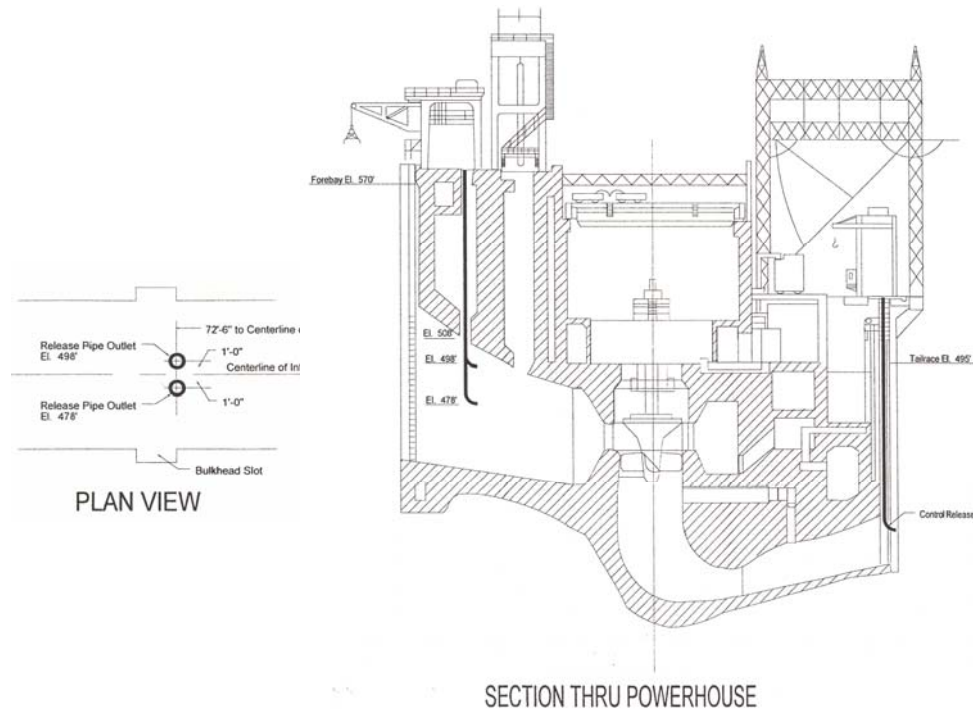 Forebay El. 570'
El. 508'
El. 498'
El. 478'
Tailrace El. 495'
Control Release
72'-6" to Centerline
Release Pipe Outlet
El. 498'
1'-0"
Centerline of
Release Pipe Outlet
El. 478'
1'-0"
Bulkhead Slot
PLAN VIEW
SECTION THRU POWERHOUSE